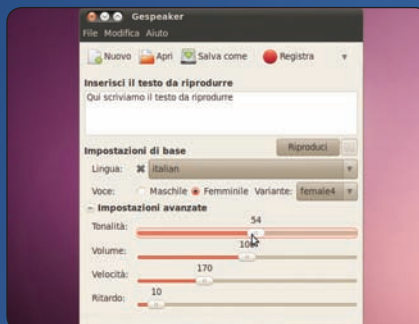 Gespeaker
File Modifica Aiuto
Nuovo Apri Salva come Registra
Inserisci il testo da riprodurre
Qui scriviamo il testo da riprodurre
Impostazioni di base
Riproduci
Lingua: italian
Voce: Maschile Femminile Variante: female4
Impostazioni avanzate
54
Tonalità:
Volume:
170
Velocità:
10
Ritardo: